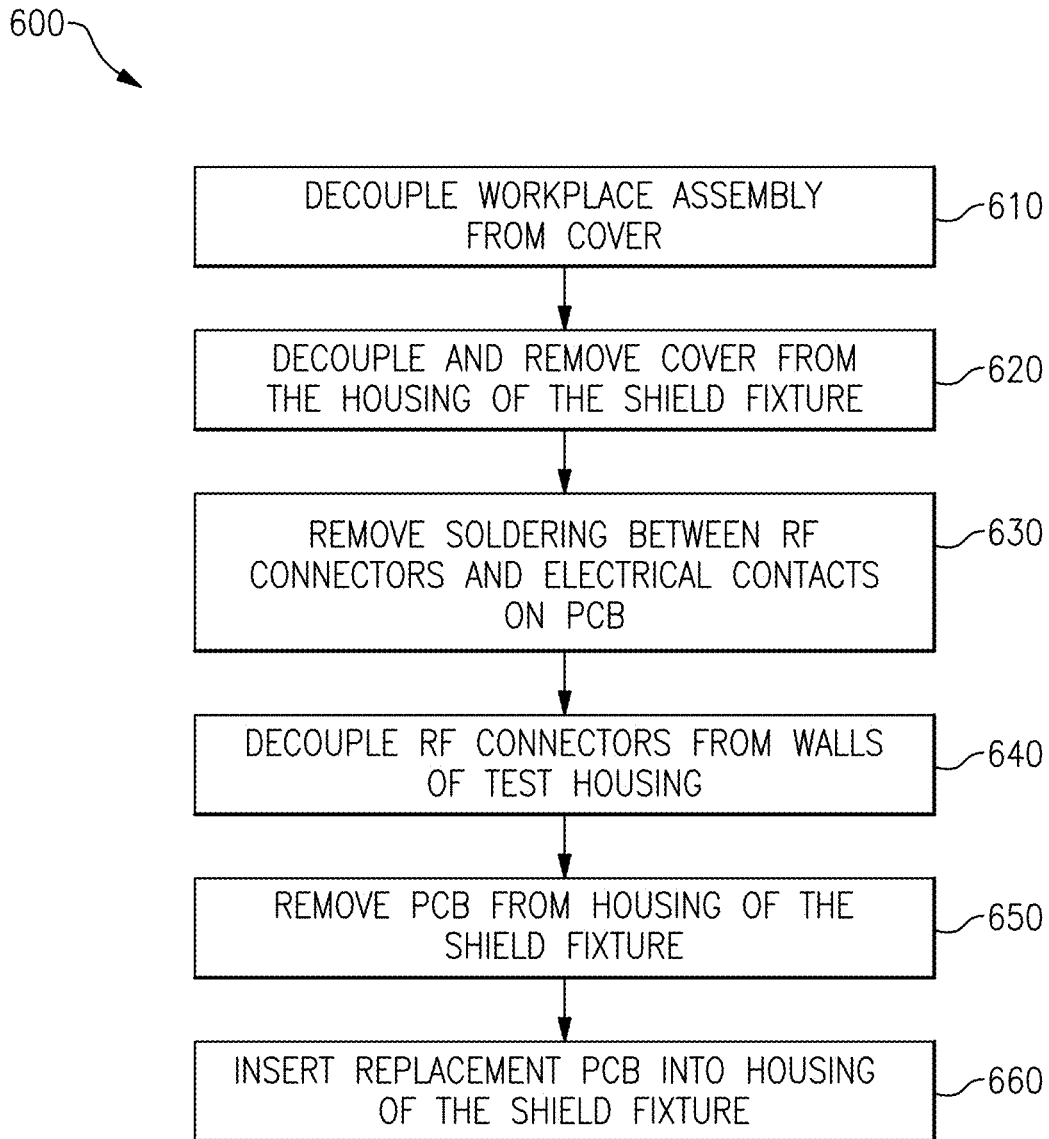 600
DECOUPLE WORKPLACE ASSEMBLY
FROM COVER
610
DECOUPLE AND REMOVE COVER FROM
THE HOUSING OF THE SHIELD FIXTURE
620
REMOVE SOLDERING BETWEEN RF
CONNECTORS AND ELECTRICAL CONTACTS
ON PCB
630
DECOUPLE RF CONNECTORS FROM WALLS
OF TEST HOUSING
640
REMOVE PCB FROM HOUSING OF THE
SHIELD FIXTURE
650
INSERT REPLACEMENT PCB INTO HOUSING
OF THE SHIELD FIXTURE
660